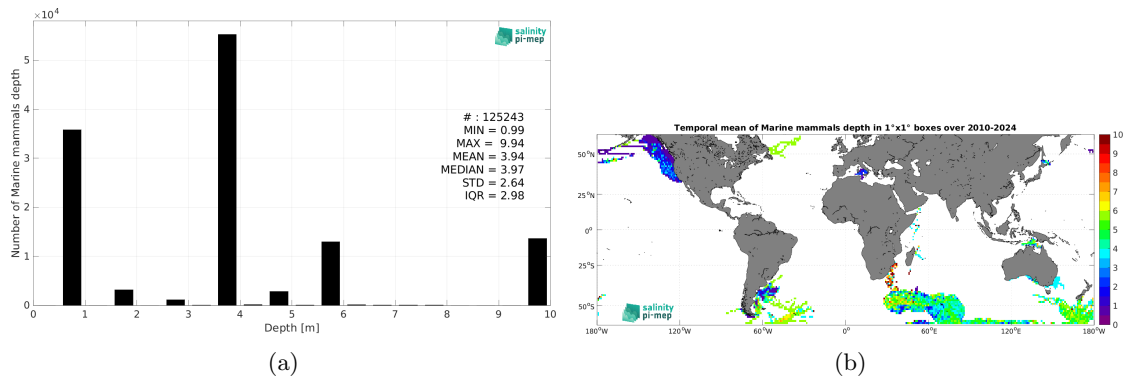 ×10⁴
salinity
pi-mep
Number of Marine mammals depth
5
4
3
2
1
0
# : 125243
MIN = 0.99
MAX = 9.94
MEAN = 3.94
MEDIAN = 3.97
STD = 2.64
IQR = 2.98
0 1 2 3 4 5 6 7 8 9 10
Depth [m]
(a)
Temporal mean of Marine mammals depth in 1°x1° boxes over 2010-2024
50°N
25°N
0°
25°S
50°S
salinity
pi-mep
180°W 120°W 60°W 0° 60°E 120°E 180°E
10
9
8
7
6
5
4
3
2
1
0
(b)